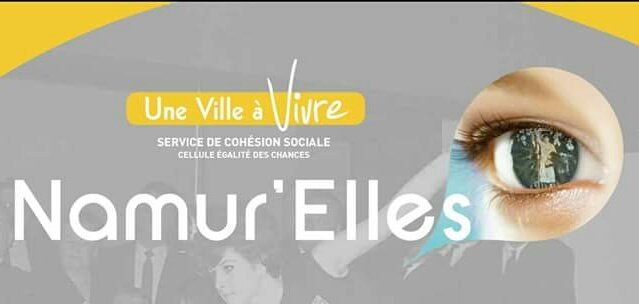 Une Ville à Vivre
SERVICE DE COHÉSION SOCIALE
CELLULE ÉGALITÉ DES CHANCES
Namur'Elles